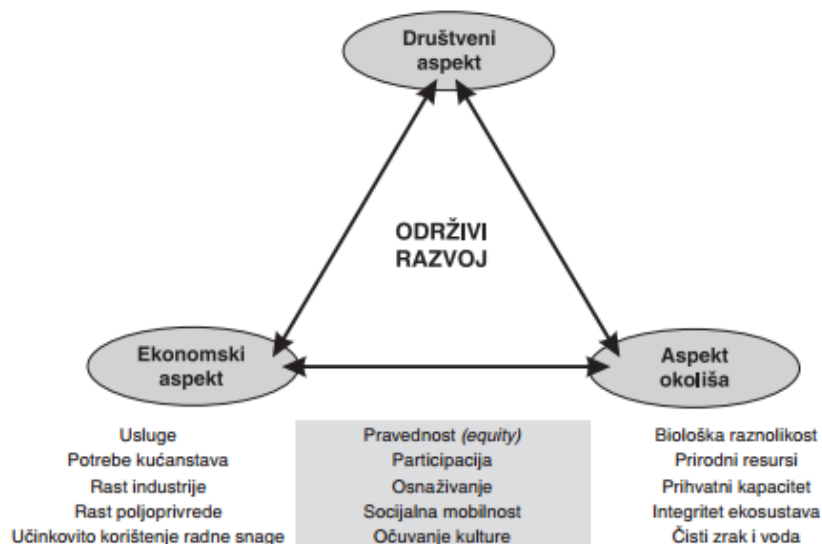 Društveni
aspekt
ODRŽIVI
RAZVOJ
Ekonomski
aspekt
Aspekt
okoliša
Usluge
Potrebe kućanstava
Rast industrije
Rast poljoprivrede
Učinkovito korištenje radne snage
Pravednost (equity)
Participacija
Osnaživanje
Socijalna mobilnost
Očuvanje kulture
Biološka raznolikost
Prirodni resursi
Prihvatni kapacitet
Integritet ekosustava
Čisti zrak i voda